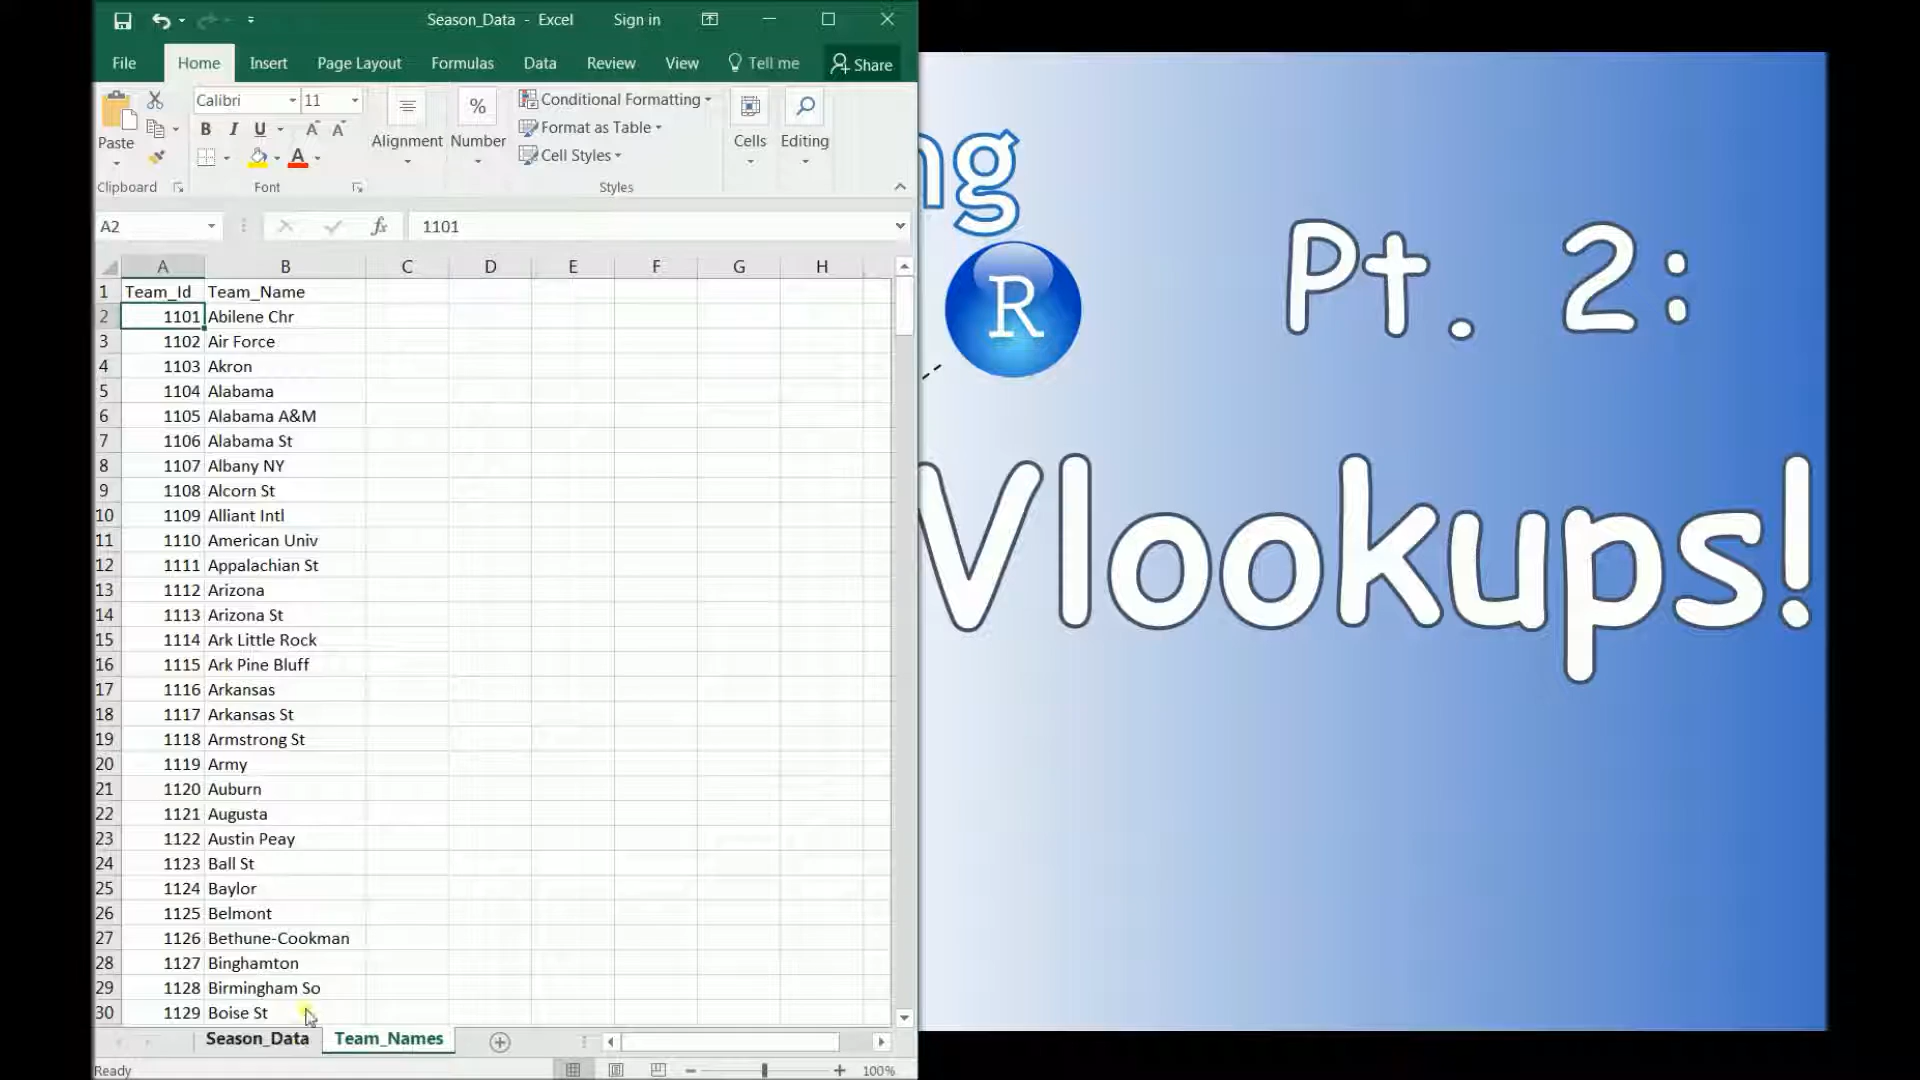 Season_Data - Excel
Sign in
File Home Insert Page Layout Formulas Data Review View Tell me Share
Calibri 11 % Conditional Formatting
Format as Table
Cell Styles
Paste B I U A A A Alignment Number Cells Editing
Clipboard Font Styles
A2 fx 1101
A B C D E F G H
1 Team_Id Team_Name
2 1101 Abilene Chr
3 1102 Air Force
4 1103 Akron
5 1104 Alabama
6 1105 Alabama A&M
7 1106 Alabama St
8 1107 Albany NY
9 1108 Alcorn St
10 1109 Alliant Intl
11 1110 American Univ
12 1111 Appalachian St
13 1112 Arizona
14 1113 Arizona St
15 1114 Ark Little Rock
16 1115 Ark Pine Bluff
17 1116 Arkansas
18 1117 Arkansas St
19 1118 Armstrong St
20 1119 Army
21 1120 Auburn
22 1121 Augusta
23 1122 Austin Peay
24 1123 Ball St
25 1124 Baylor
26 1125 Belmont
27 1126 Bethune-Cookman
28 1127 Binghamton
29 1128 Birmingham So
30 1129 Boise St
Season_Data Team_Names
Ready 100%
R
Pt. 2:
Vlookups!